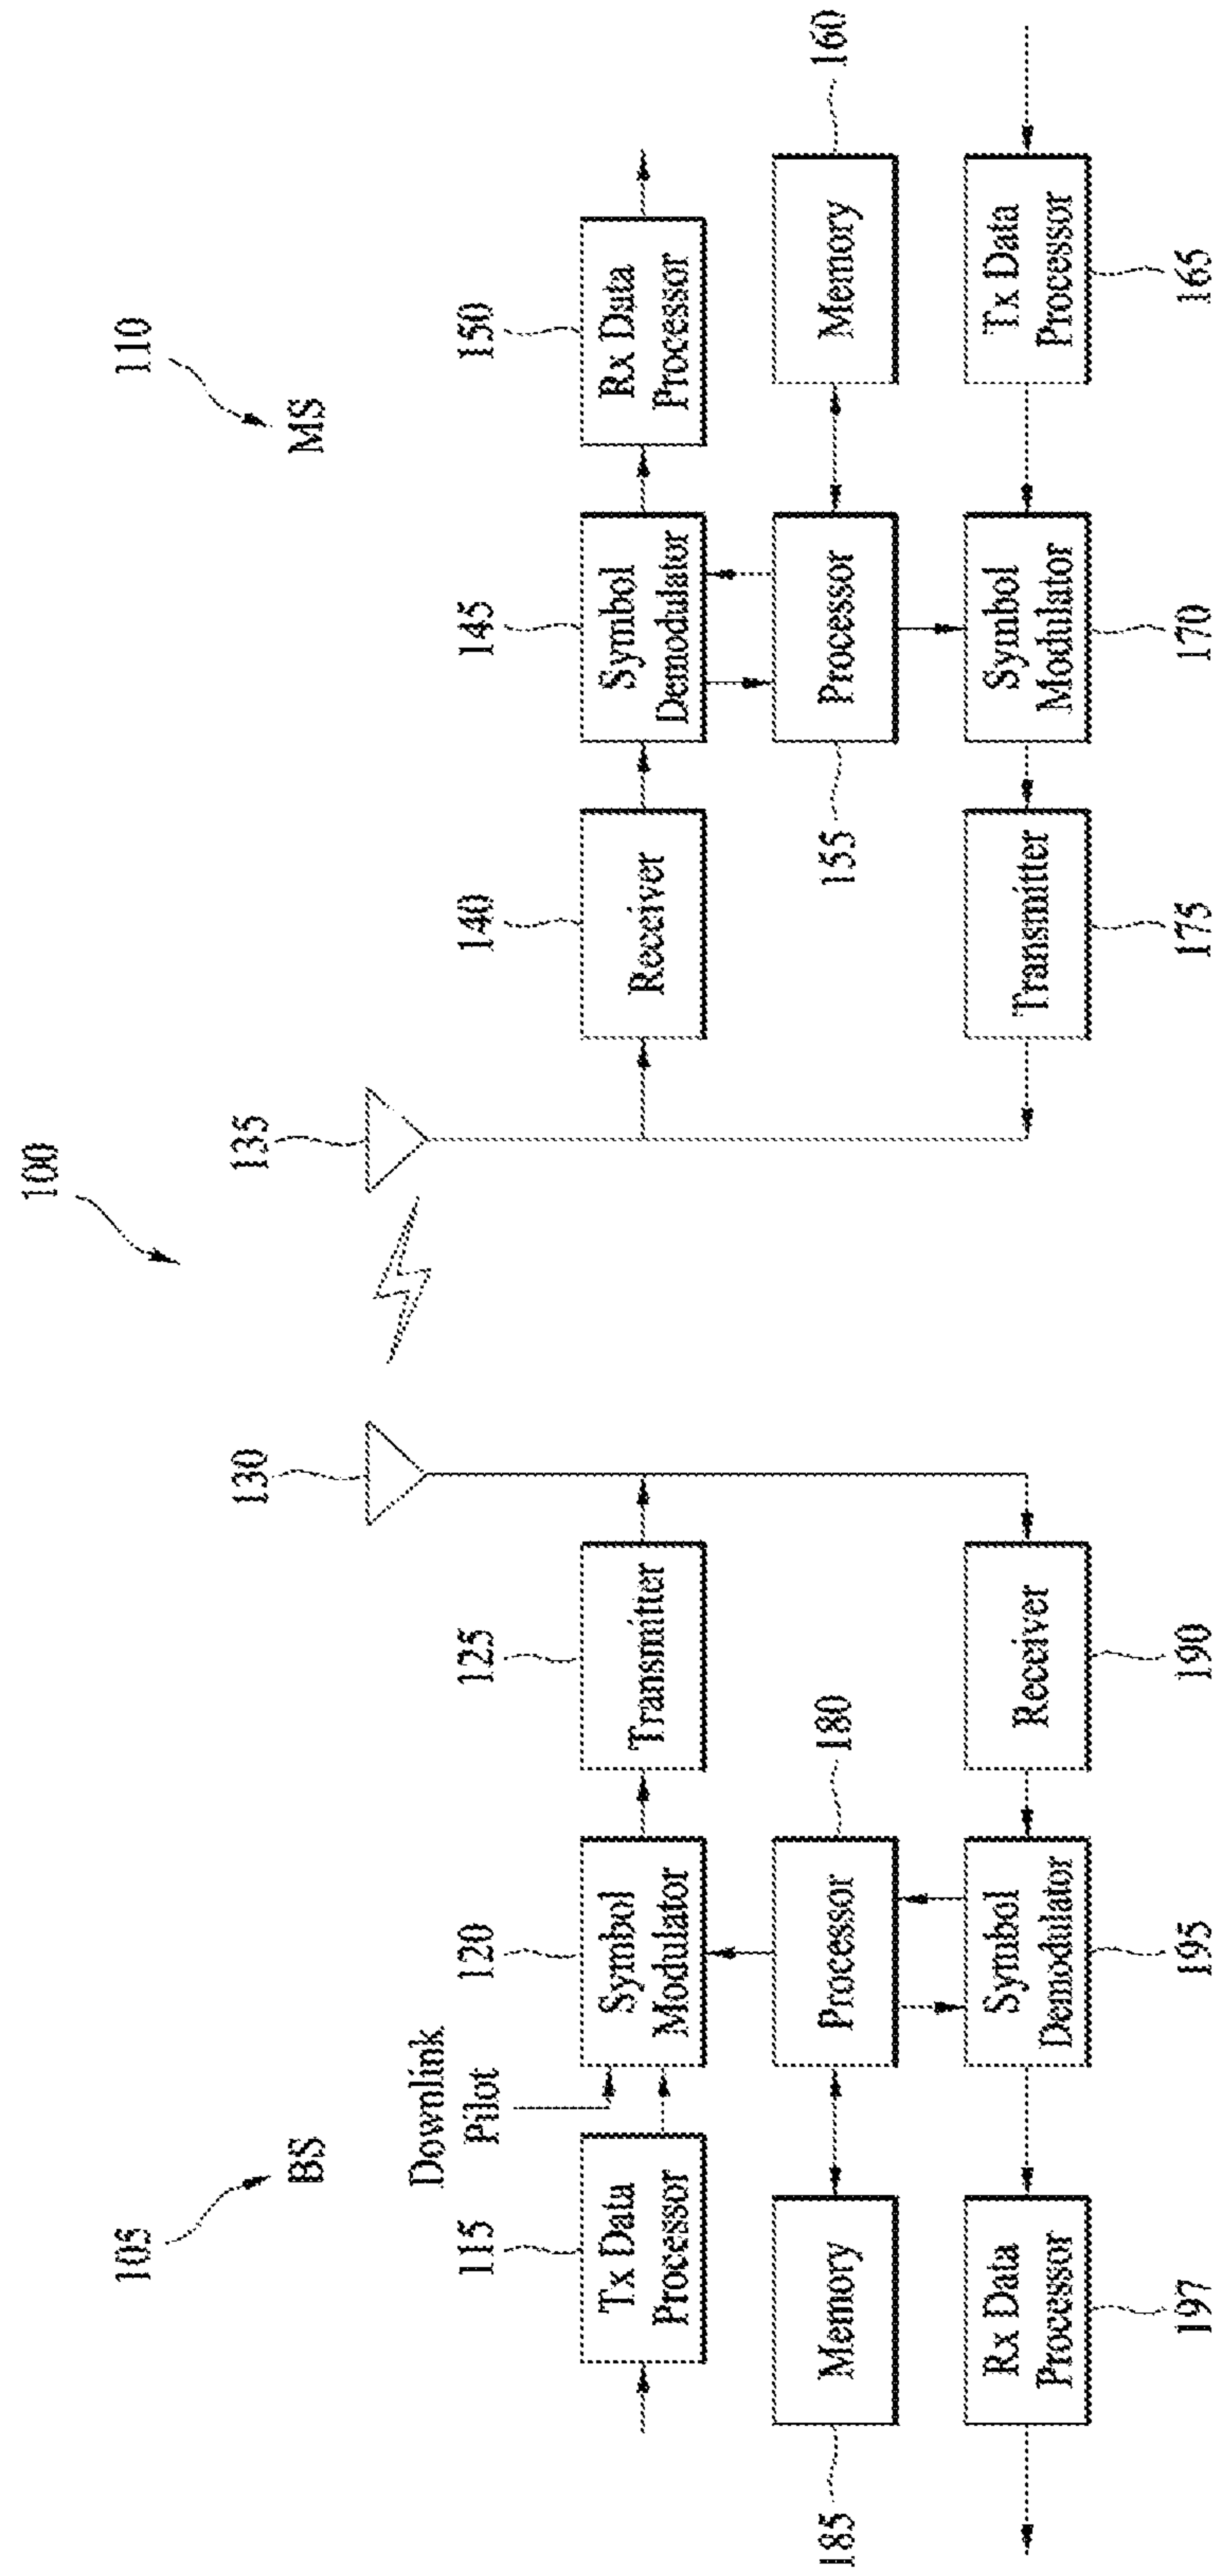 100
105
BS
110
MS
Downlink
Pilot
115
Tx Data
Processor
120
Symbol
Modulator
125
Transmitter
130
135
140
Receiver
145
Symbol
Demodulator
150
Rx Data
Processor
185
Memory
Processor
180
155
Processor
Memory
160
Rx Data
Processor
197
Symbol
Demodulator
195
Receiver
190
Transmitter
175
Symbol
Modulator
170
Tx Data
Processor
165